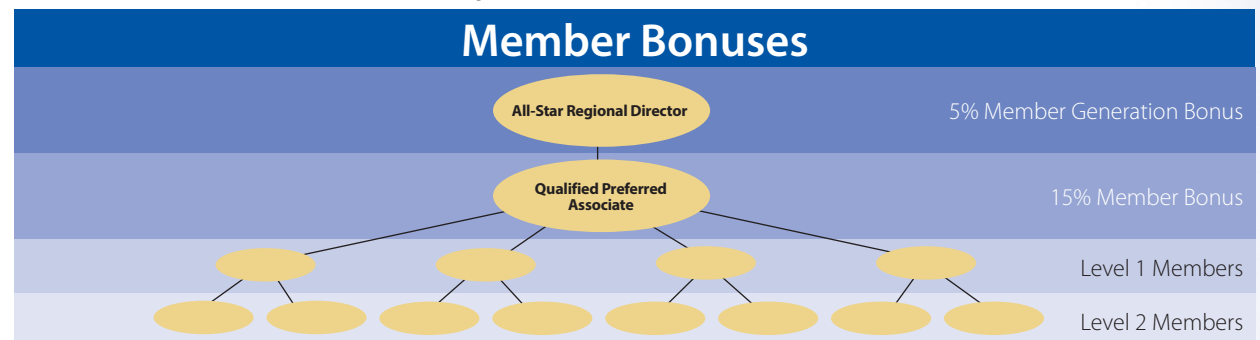 Member Bonuses
All-Star Regional Director
5% Member Generation Bonus
Qualified Preferred
Associate
15% Member Bonus
Level 1 Members
Level 2 Members